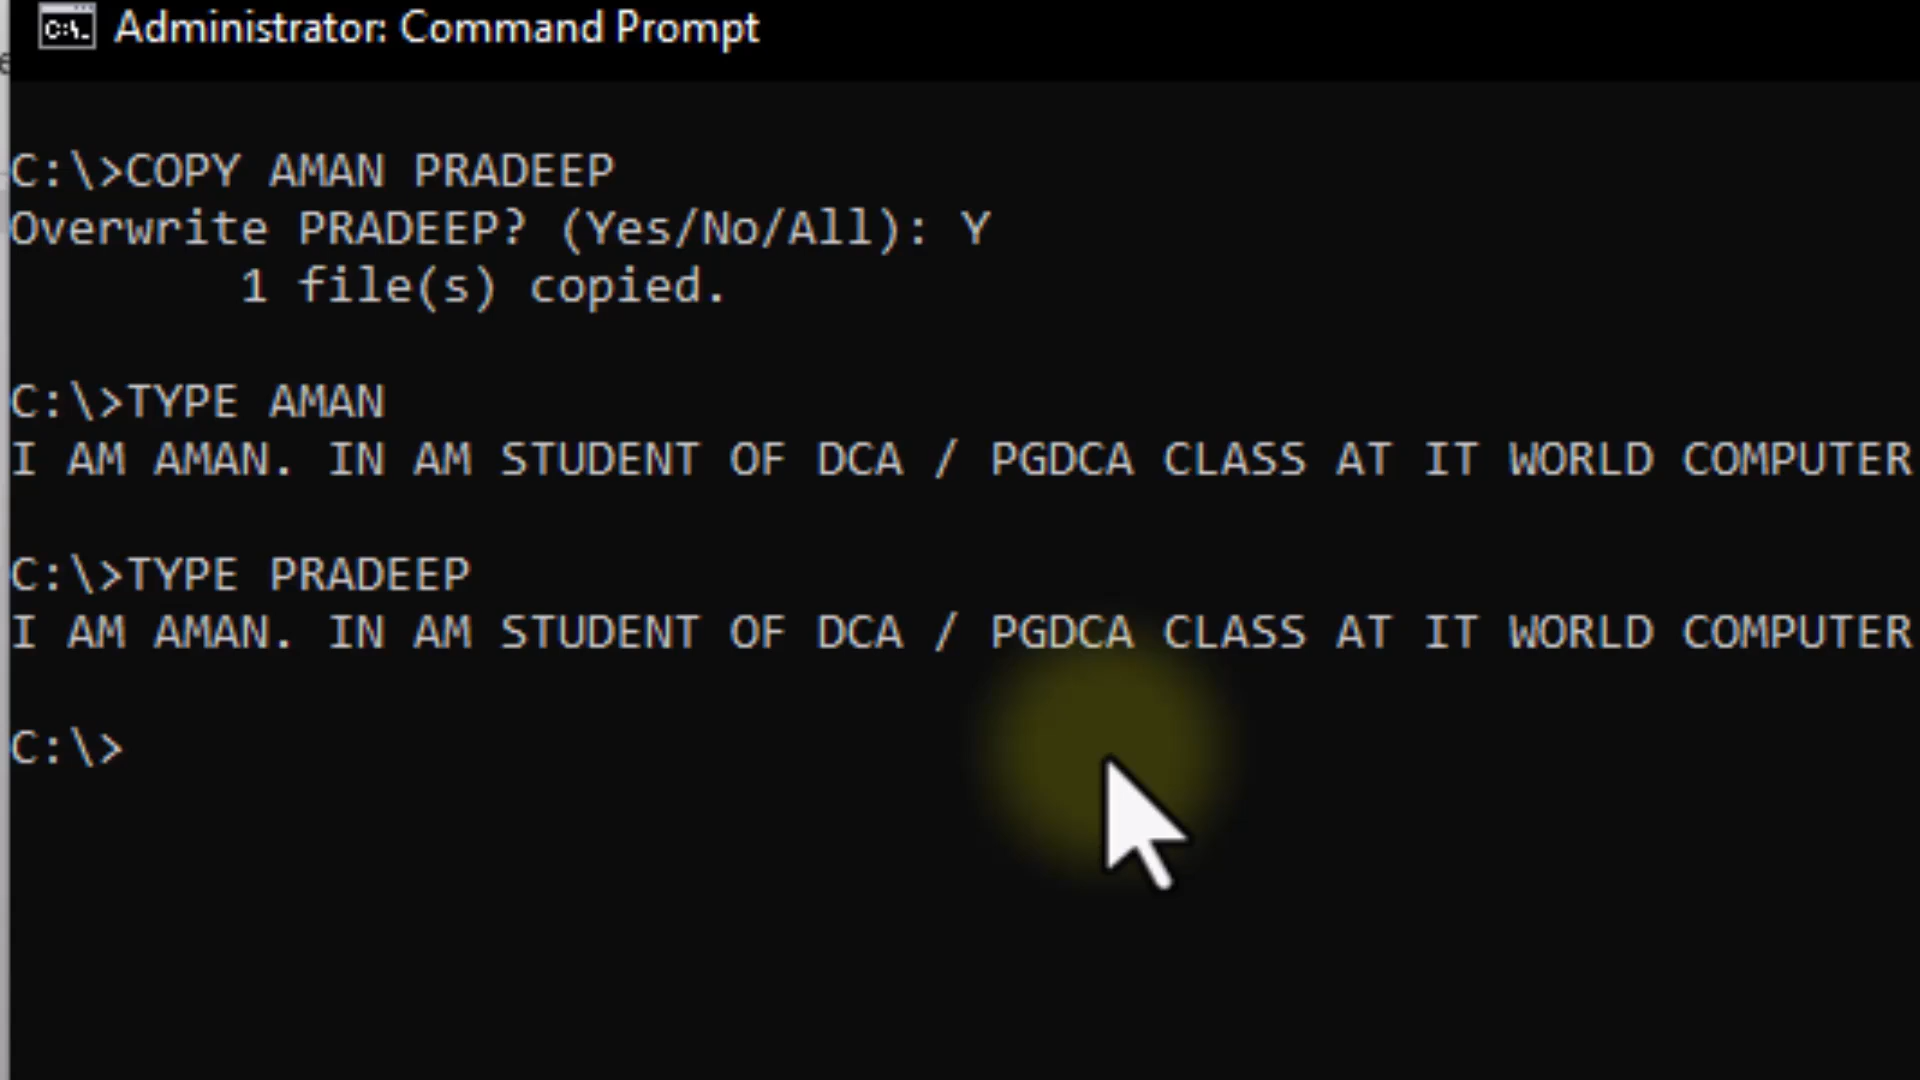 Administrator: Command Prompt
C:\>COPY AMAN PRADEEP
Overwrite PRADEEP? (Yes/No/All): Y
1 file(s) copied.
C:\>TYPE AMAN
I AM AMAN. IN AM STUDENT OF DCA / PGDCA CLASS AT IT WORLD COMPUTER
C:\>TYPE PRADEEP
I AM AMAN. IN AM STUDENT OF DCA / PGDCA CLASS AT IT WORLD COMPUTER
C:\>